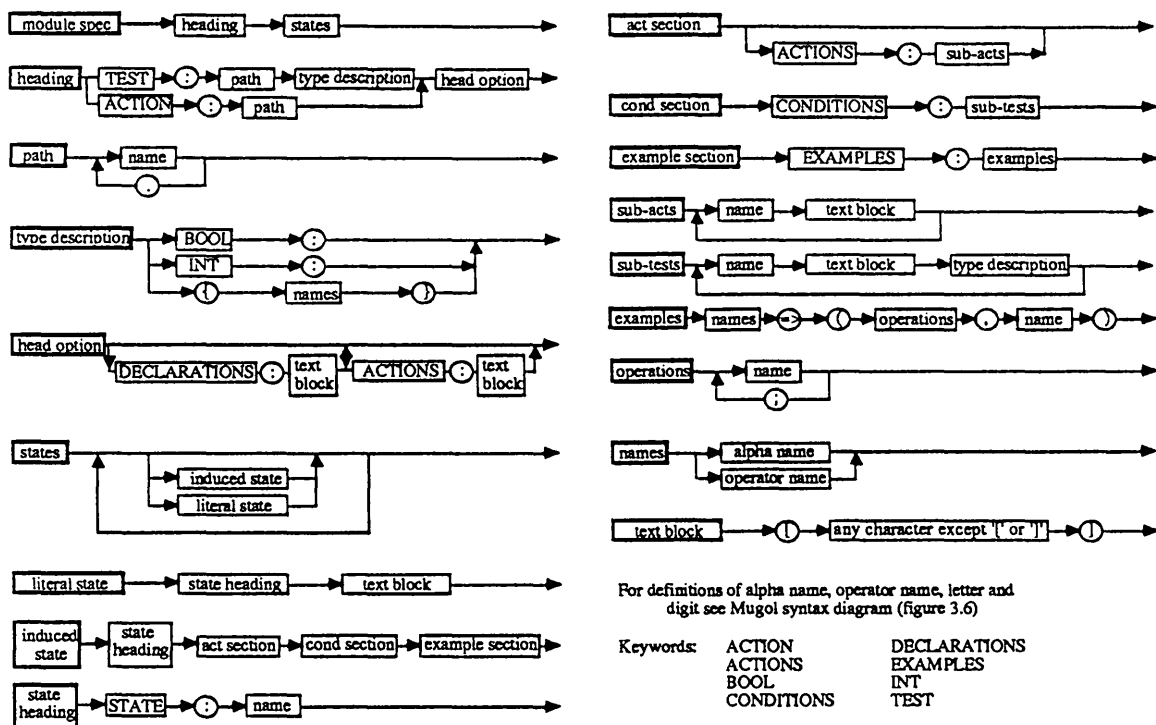 module spec heading states
heading TEST : path type description head option
ACTION : path
path name
.
type description BOOL :
INT :
{ names }
head option
DECLARATIONS : text block ACTIONS : text block
states
induced state
literal state
literal state state heading text block
induced state state heading act section cond section example section
state heading STATE : name
act section
ACTIONS : sub-acts
cond section CONDITIONS : sub-tests
example section EXAMPLES : examples
sub-acts name text block
sub-tests name text block type description
examples names => ( operations , name )
operations name
;
names alpha name
operator name
text block [ any character except '[' or ']' ]
For definitions of alpha name, operator name, letter and
digit see Mugol syntax diagram (figure 3.6)
Keywords: ACTION DECLARATIONS
ACTIONS EXAMPLES
BOOL INT
CONDITIONS TEST